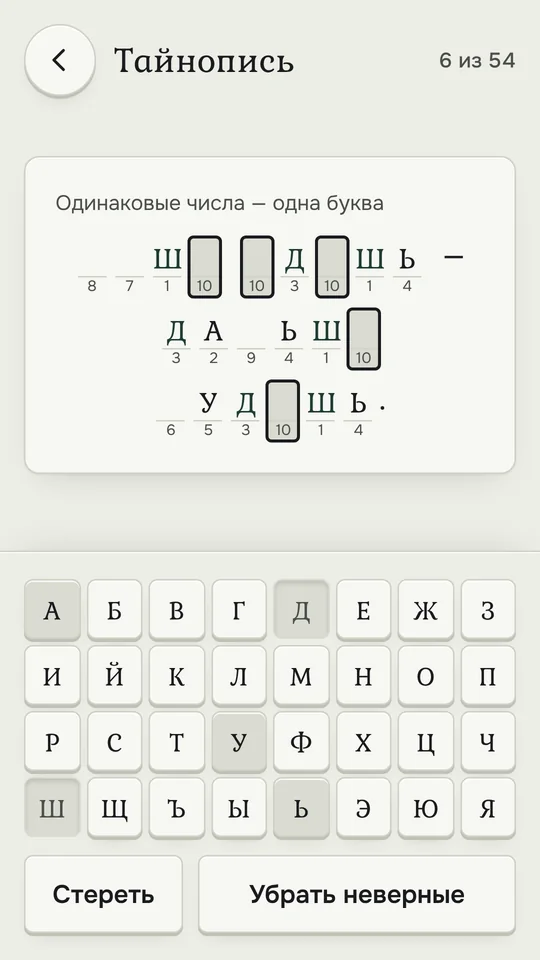 Тайнопись
6 из 54
Одинаковые числа — одна буква
Ш Д Ш Ь —
8 7 1 10 10 3 10 1 4
Д А Ь Ш
3 2 9 4 1 10
У Д Ш Ь .
6 5 3 10 1 4
А Б В Г Д Е Ж З
И Й К Л М Н О П
Р С Т У Ф Х Ц Ч
Ш Щ Ъ Ы Ь Э Ю Я
Стереть Убрать неверные